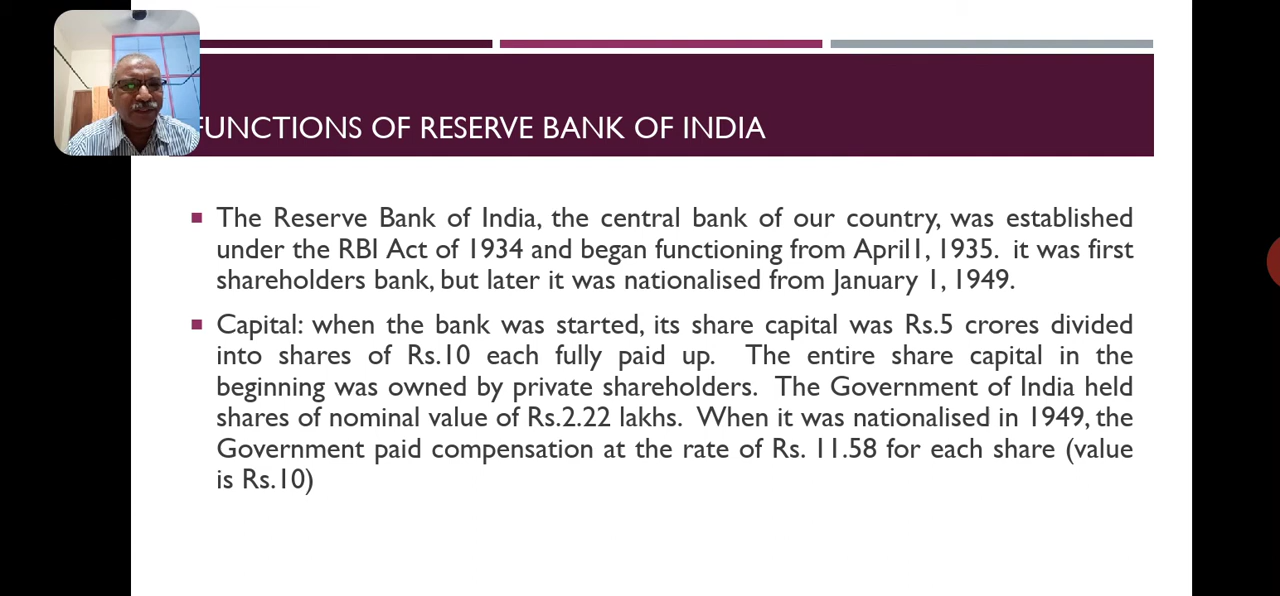 FUNCTIONS OF RESERVE BANK OF INDIA
The Reserve Bank of India, the central bank of our country, was established
under the RBI Act of 1934 and began functioning from April1, 1935. it was first
shareholders bank, but later it was nationalised from January 1, 1949.
Capital: when the bank was started, its share capital was Rs.5 crores divided
into shares of Rs.10 each fully paid up. The entire share capital in the
beginning was owned by private shareholders. The Government of India held
shares of nominal value of Rs.2.22 lakhs. When it was nationalised in 1949, the
Government paid compensation at the rate of Rs. 11.58 for each share (value
is Rs.10)